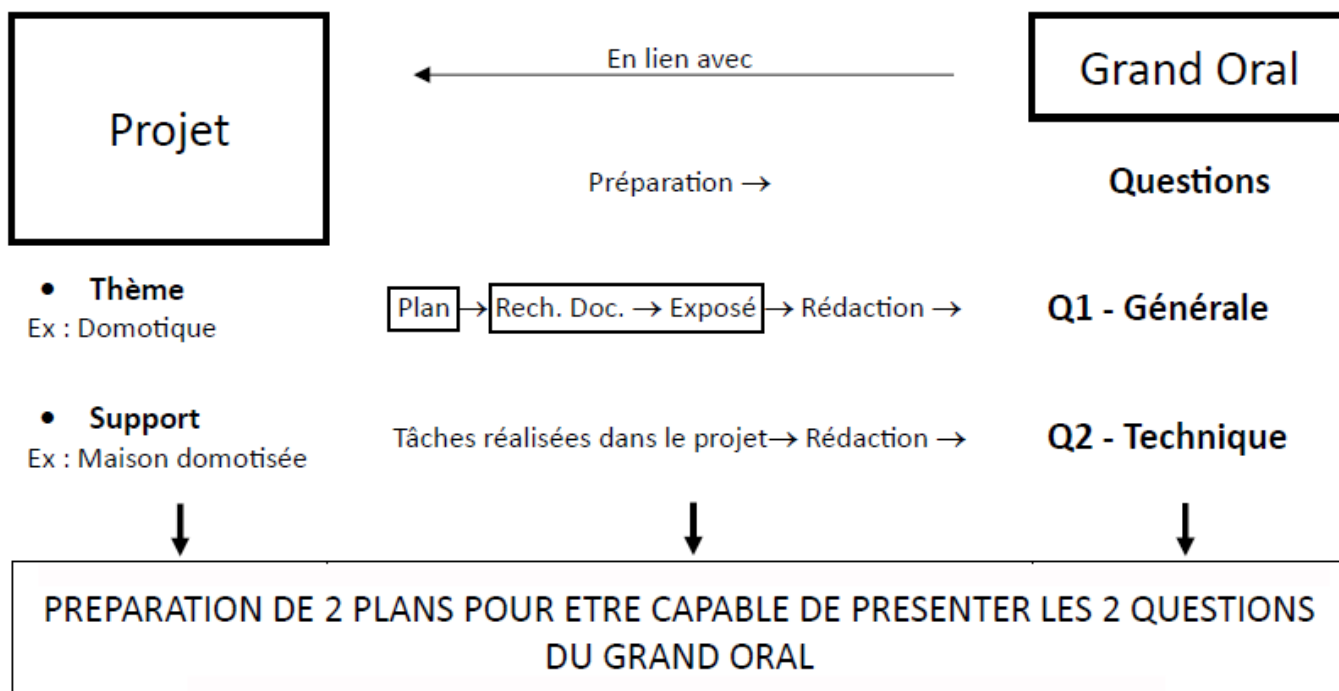 En lien avec
Grand Oral
Projet
Préparation →
Questions
• Thème
Ex : Domotique
Plan → Rech. Doc. → Exposé → Rédaction →
Q1 - Générale
• Support
Ex : Maison domotisée
Tâches réalisées dans le projet→ Rédaction →
Q2 - Technique
PREPARATION DE 2 PLANS POUR ETRE CAPABLE DE PRESENTER LES 2 QUESTIONS
DU GRAND ORAL